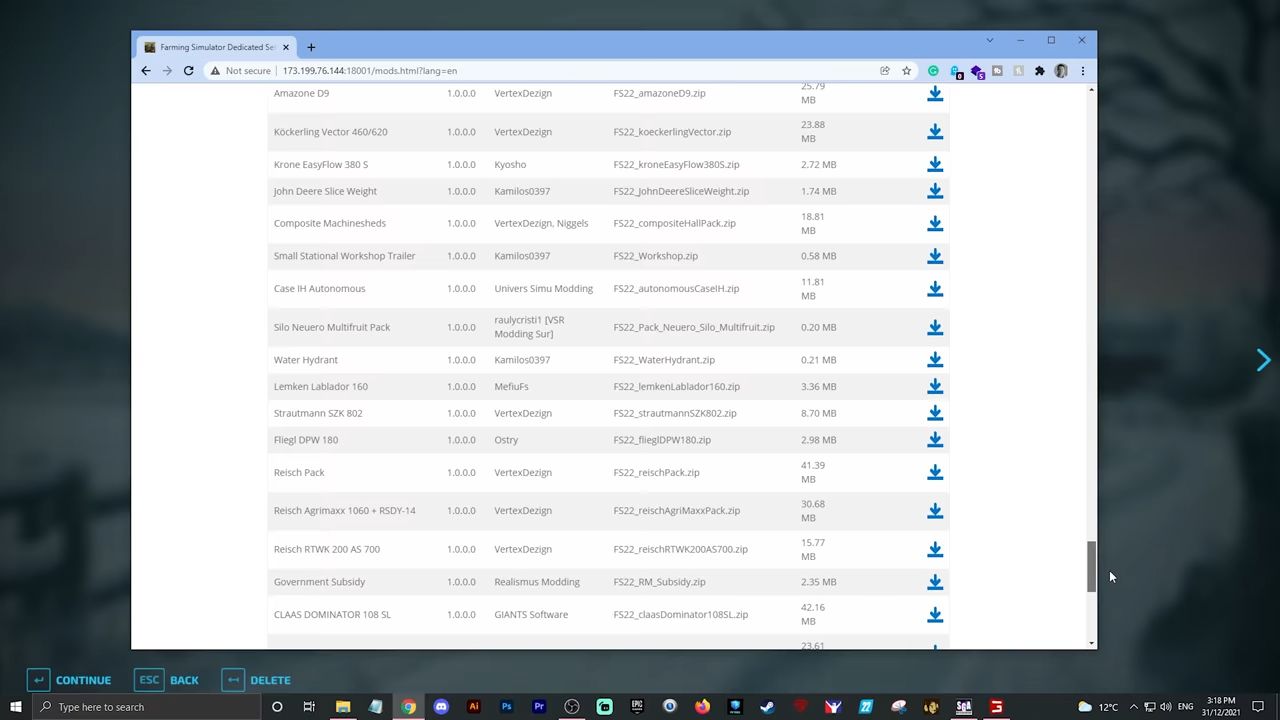 Farming Simulator Dedicated Se
Not secure 173.199.76.144:18001/mods.html?lang=en
Amazone D9 1.0.0.0 VertexDezign FS22_amazoneD9.zip 25.79 MB
Köckerling Vector 460/620 1.0.0.0 VertexDezign FS22_koeckerlingVector.zip 23.88 MB
Krone EasyFlow 380 S 1.0.0.0 Kyosho FS22_kroneEasyFlow380S.zip 2.72 MB
John Deere Slice Weight 1.0.0.0 Kamilos0397 FS22_JohnDeereSliceWeight.zip 1.74 MB
Composite Machinesheds 1.0.0.0 VertexDezign, Niggels FS22_compositeHallPack.zip 18.81 MB
Small Stational Workshop Trailer 1.0.0.0 Kamilos0397 FS22_Workshop.zip 0.58 MB
Case IH Autonomous 1.0.0.0 Univers Simu Modding FS22_autonomousCaseIH.zip 11.81 MB
Silo Neuero Multifruit Pack 1.0.0.0 raulycristi1 [VSR Modding Sur] FS22_Pack_Neuero_Silo_Multifruit.zip 0.20 MB
Water Hydrant 1.0.0.0 Kamilos0397 FS22_WaterHydrant.zip 0.21 MB
Lemken Lablador 160 1.0.0.0 MefiuFs FS22_lemkenLablador160.zip 3.36 MB
Strautmann SZK 802 1.0.0.0 VertexDezign FS22_strautmannSZK802.zip 8.70 MB
Fliegl DPW 180 1.0.0.0 Ostry FS22_flieglDPW180.zip 2.98 MB
Reisch Pack 1.0.0.0 VertexDezign FS22_reischPack.zip 41.39 MB
Reisch Agrimaxx 1060 + RSDY-14 1.0.0.0 VertexDezign FS22_reischAgriMaxxPack.zip 30.68 MB
Reisch RTWK 200 AS 700 1.0.0.0 VertexDezign FS22_reischRTWK200AS700.zip 15.77 MB
Government Subsidy 1.0.0.0 Realismus Modding FS22_RM_Subsidy.zip 2.35 MB
CLAAS DOMINATOR 108 SL 1.0.0.0 GIANTS Software FS22_claasDominator108SL.zip 42.16 MB
23.61
CONTINUE ESC BACK DELETE
Type here to search 12°C ENG 3:18 PM
31/12/2021